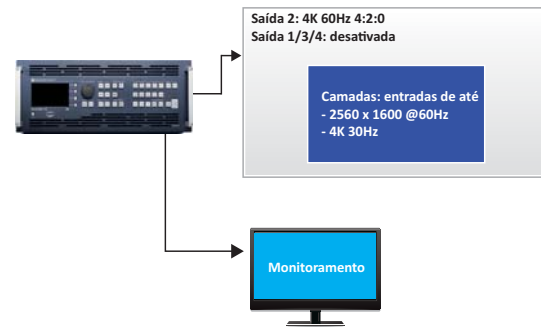 Saída 2: 4K 60Hz 4:2:0
Saída 1/3/4: desativada
Camadas: entradas de até
- 2560 x 1600 @60Hz
- 4K 30Hz
Monitoramento